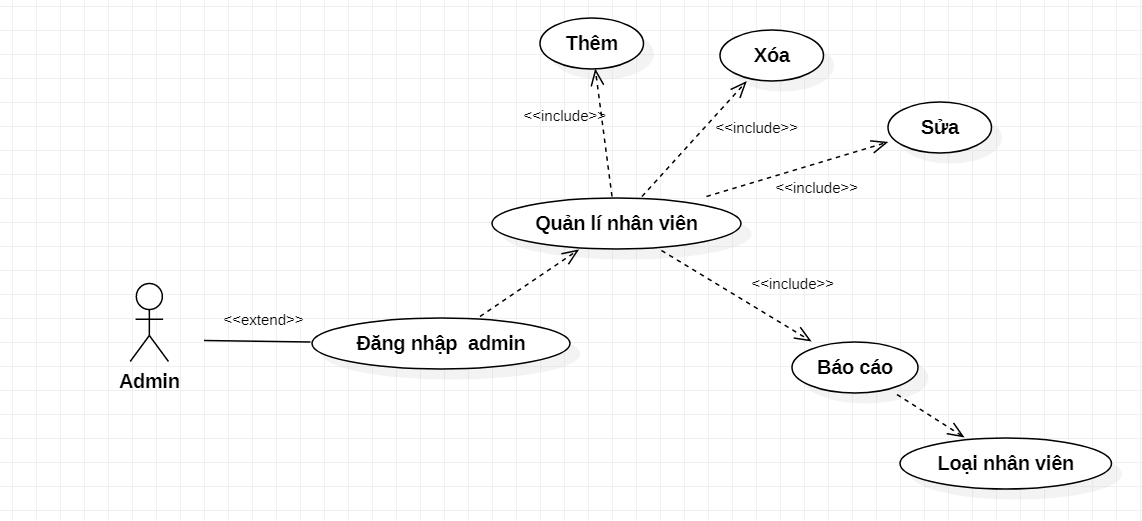 Thêm
Xóa
<<include>>
<<include>>
Sửa
<<include>>
Quản lí nhân viên
<<include>>
<<extend>>
Đăng nhập  admin
Báo cáo
Admin
Loại nhân viên